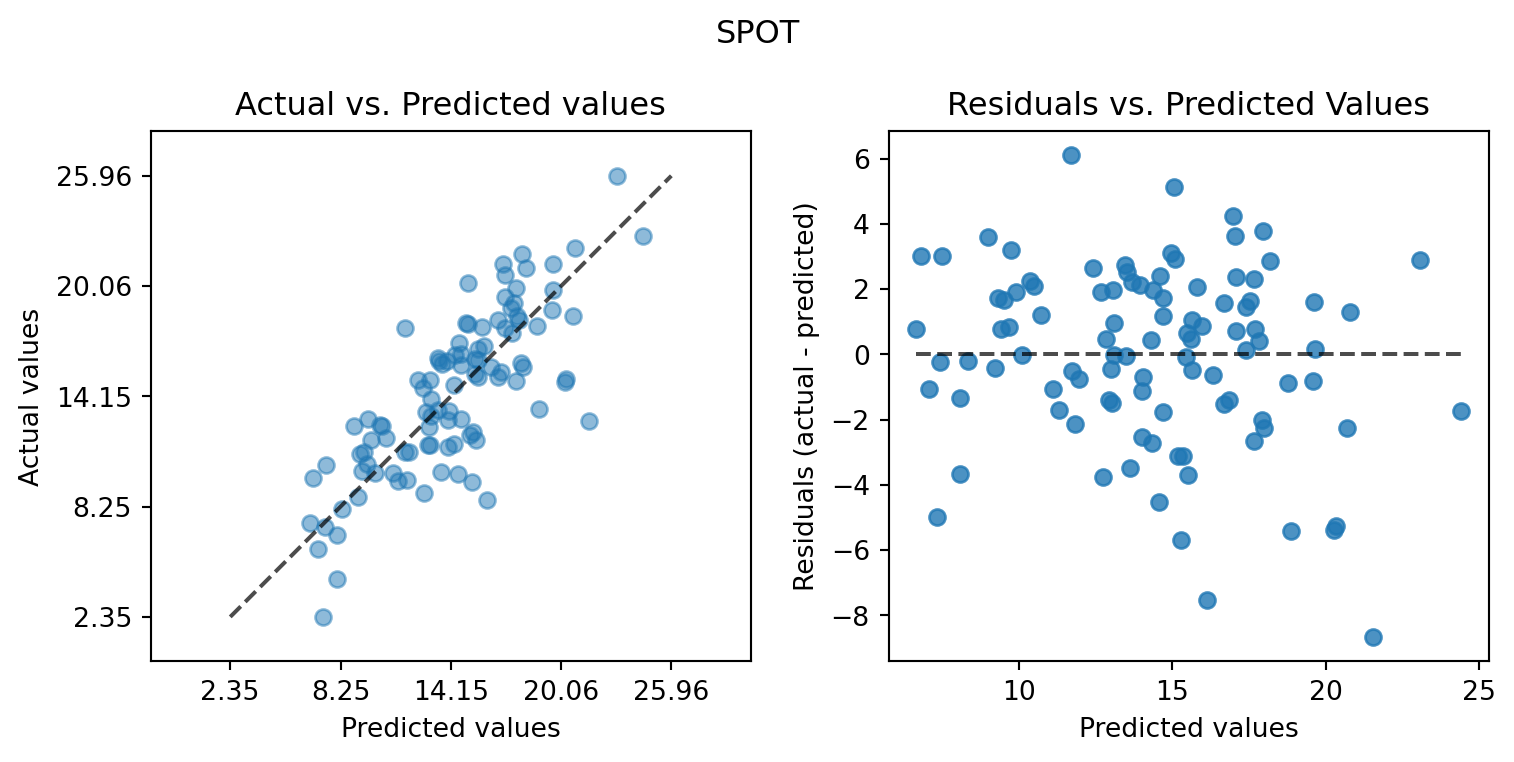 SPOT
Actual vs. Predicted values
Actual values
25.96
20.06
14.15
8.25
2.35
2.35 8.25 14.15 20.06 25.96
Predicted values
Residuals vs. Predicted Values
Residuals (actual - predicted)
6
4
2
0
−2
−4
−6
−8
10 15 20 25
Predicted values